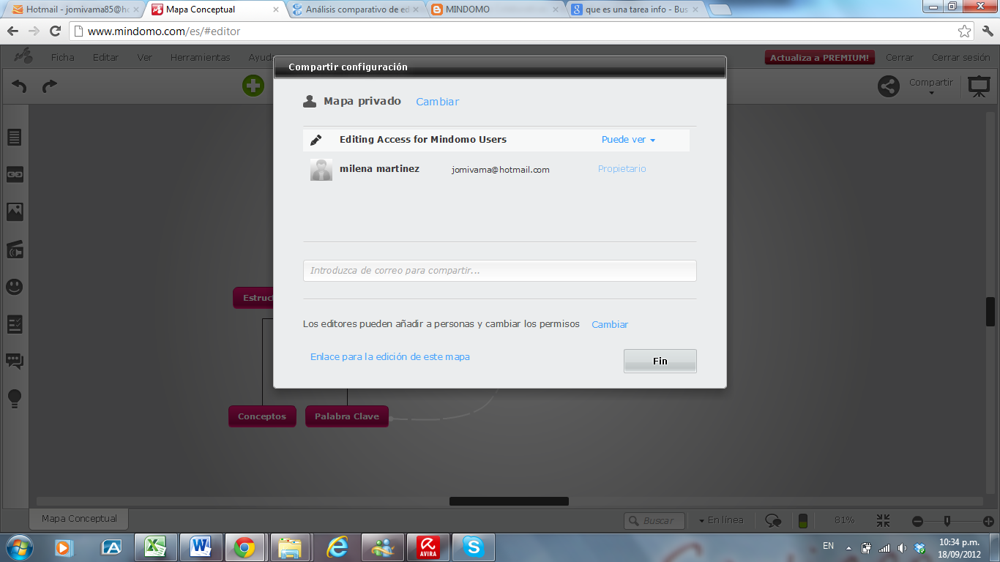 Hotmail - jomivama85@ho
Mapa Conceptual
Análisis comparativo de ed
MINDOMO
que es una tarea info - Bus
www.mindomo.com/es/#editor
Ficha
Editar
Ver
Herramientas
Ayuda
Actualiza a PREMIUM!
Cerrar
Cerrar sesión
Compartir
Compartir configuración
Mapa privado Cambiar
Editing Access for Mindomo Users Puede ver
milena martinez jomivama@hotmail.com Propietario
Introduzca de correo para compartir...
Los editores pueden añadir a personas y cambiar los permisos Cambiar
Enlace para la edición de este mapa
Fin
Estruct
Conceptos
Palabra Clave
Mapa Conceptual
Buscar
En línea
81%
AVIRA
EN
10:34 p.m.
18/09/2012